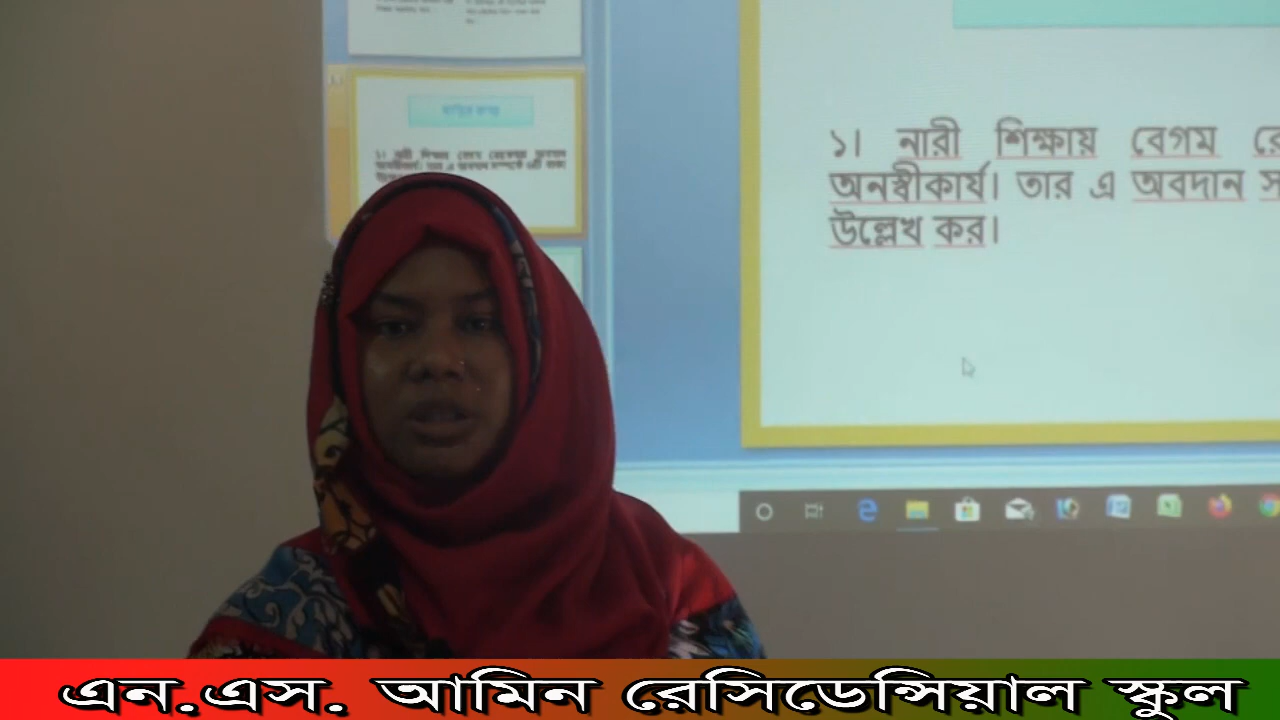 বাড়ির কাজ
১। নারী শিক্ষায় বেগম রো
অনস্বীকার্য। তার এ অবদান স
উল্লেখ কর।
এন.এস. আমিন রেসিডেন্সিয়াল স্কুল